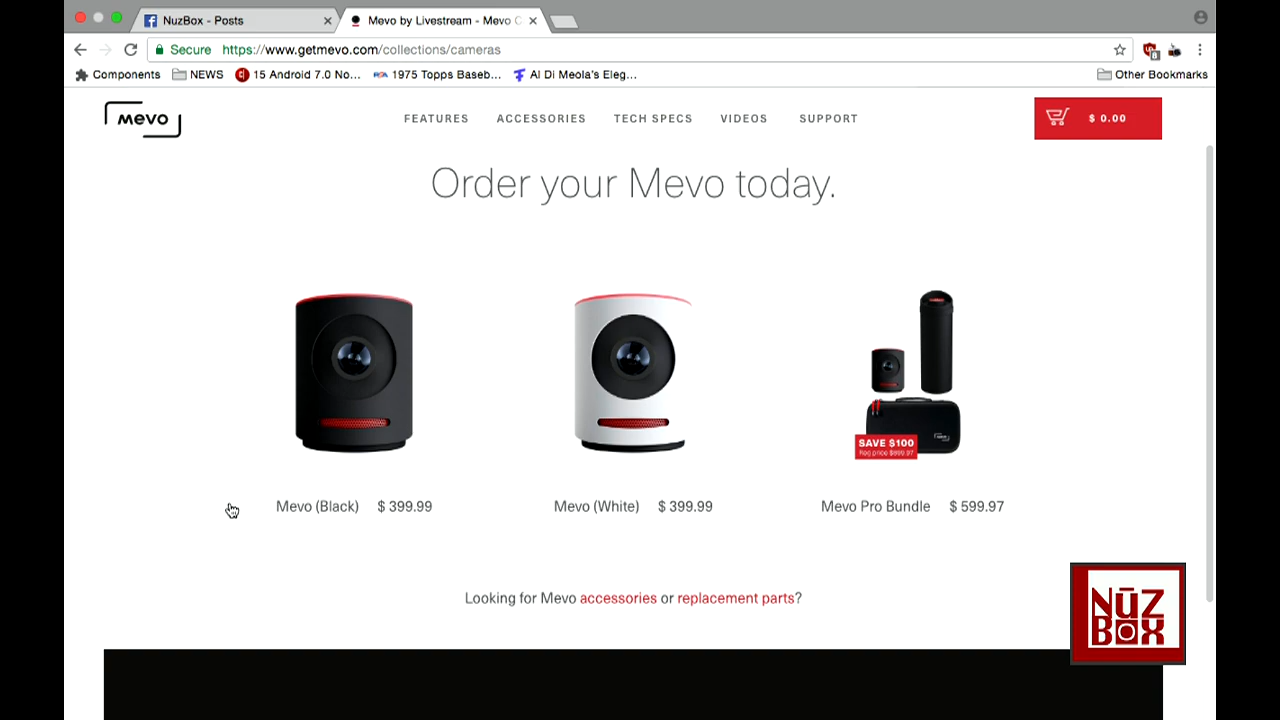 NuzBox - Posts
Mevo by Livestream - Mevo C
Secure https://www.getmevo.com/collections/cameras
Components NEWS 15 Android 7.0 No... 1975 Topps Baseb... Al Di Meola's Eleg... Other Bookmarks
mevo FEATURES ACCESSORIES TECH SPECS VIDEOS SUPPORT $ 0.00
Order your Mevo today.
SAVE $100
Mevo (Black) $ 399.99
Mevo (White) $ 399.99
Mevo Pro Bundle $ 599.97
Looking for Mevo accessories or replacement parts?
NŪZ
BOX